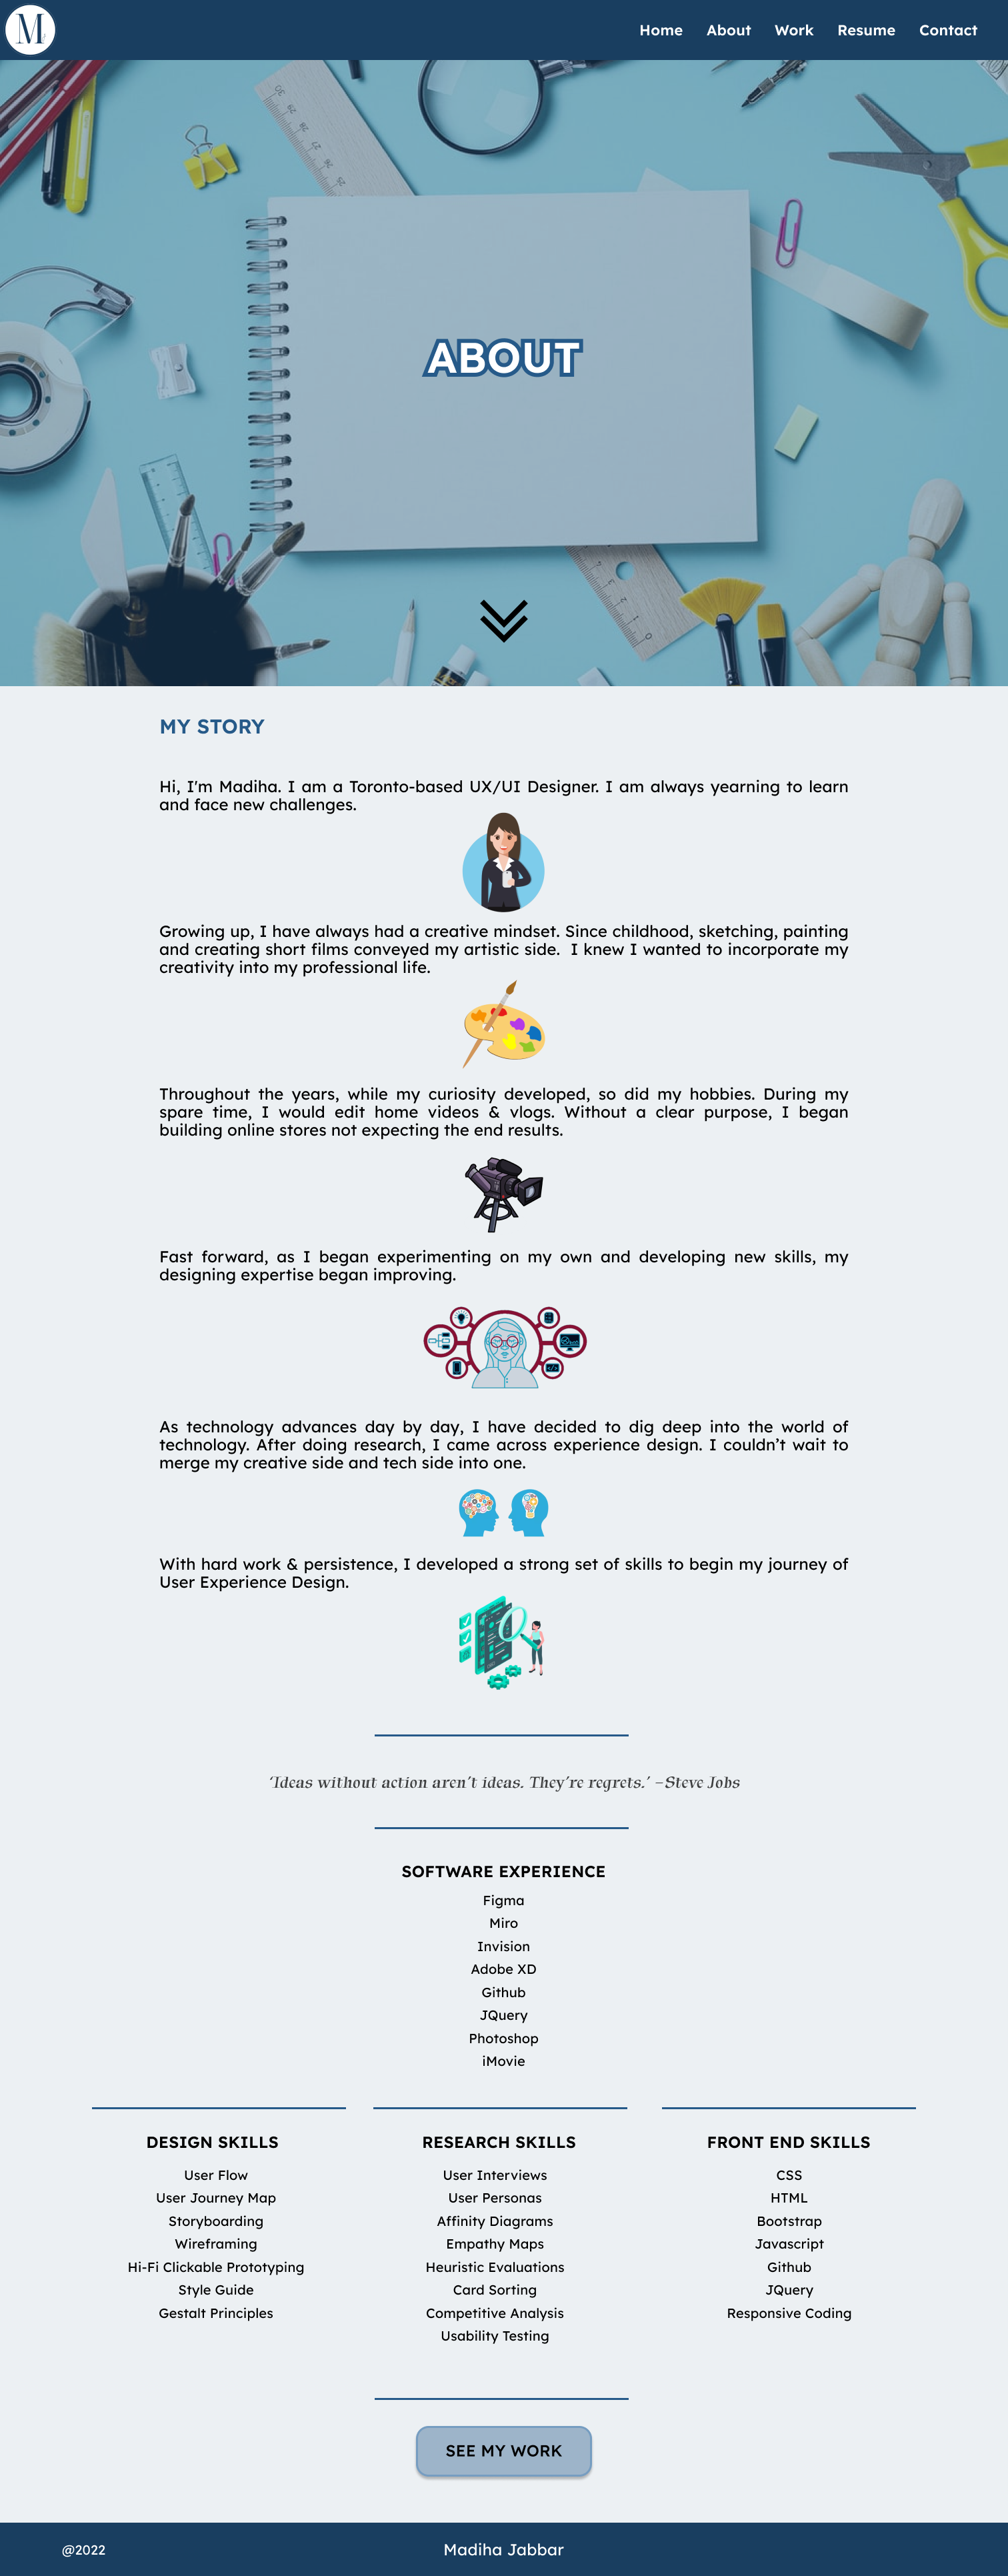 M
Home About Work Resume Contact
ABOUT
MY STORY
Hi, I'm Madiha. I am a Toronto-based UX/UI Designer. I am always yearning to learn
and face new challenges.
Growing up, I have always had a creative mindset. Since childhood, sketching, painting
and creating short films conveyed my artistic side. I knew I wanted to incorporate my
creativity into my professional life.
Throughout the years, while my curiosity developed, so did my hobbies. During my
spare time, I would edit home videos & vlogs. Without a clear purpose, I began
building online stores not expecting the end results.
Fast forward, as I began experimenting on my own and developing new skills, my
designing expertise began improving.
As technology advances day by day, I have decided to dig deep into the world of
technology. After doing research, I came across experience design. I couldn’t wait to
merge my creative side and tech side into one.
With hard work & persistence, I developed a strong set of skills to begin my journey of
User Experience Design.
‘Ideas without action aren’t ideas. They’re regrets.’ –Steve Jobs
SOFTWARE EXPERIENCE
Figma
Miro
Invision
Adobe XD
Github
JQuery
Photoshop
iMovie
DESIGN SKILLS
User Flow
User Journey Map
Storyboarding
Wireframing
Hi-Fi Clickable Prototyping
Style Guide
Gestalt Principles
RESEARCH SKILLS
User Interviews
User Personas
Affinity Diagrams
Empathy Maps
Heuristic Evaluations
Card Sorting
Competitive Analysis
Usability Testing
FRONT END SKILLS
CSS
HTML
Bootstrap
Javascript
Github
JQuery
Responsive Coding
SEE MY WORK
@2022
Madiha Jabbar